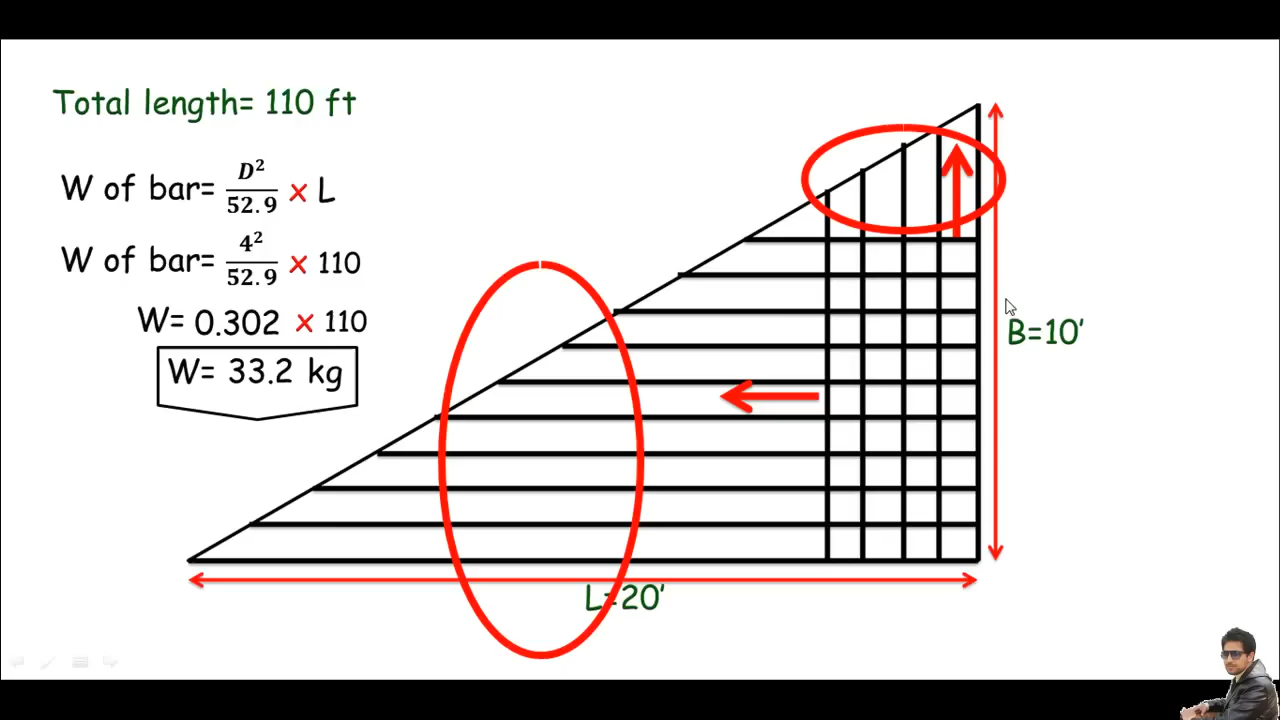 Total length= 110 ft
W of bar= D²/52.9 × L
W of bar= 4²/52.9 × 110
W= 0.302 × 110
W= 33.2 kg
B=10'
L=20'